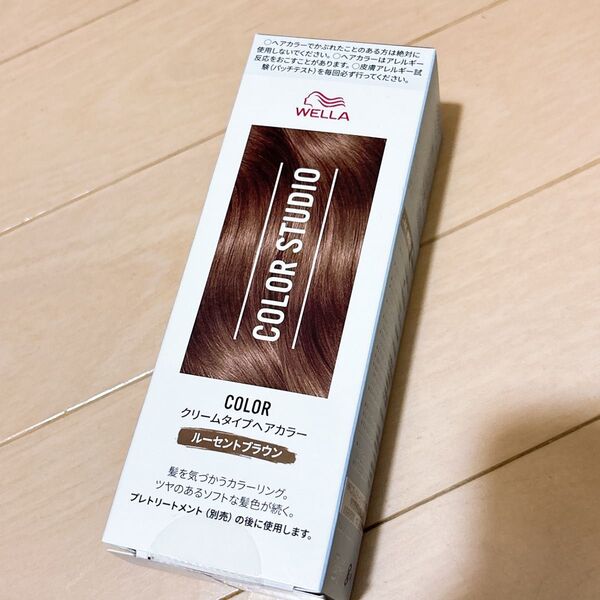 ○ヘアカラーでかぶれたことのある方は絶対に
使用しないでください。○ヘアカラーはアレルギー
反応をおこすことがあります。○皮膚アレルギー試
験(パッチテスト)を毎回必ず行ってください。
WELLA
COLOR STUDIO
COLOR
クリームタイプヘアカラー
ルーセントブラウン
髪を気づかうカラーリング。
ツヤのあるソフトな髪色が続く。
プレトリートメント(別売)の後に使用します。